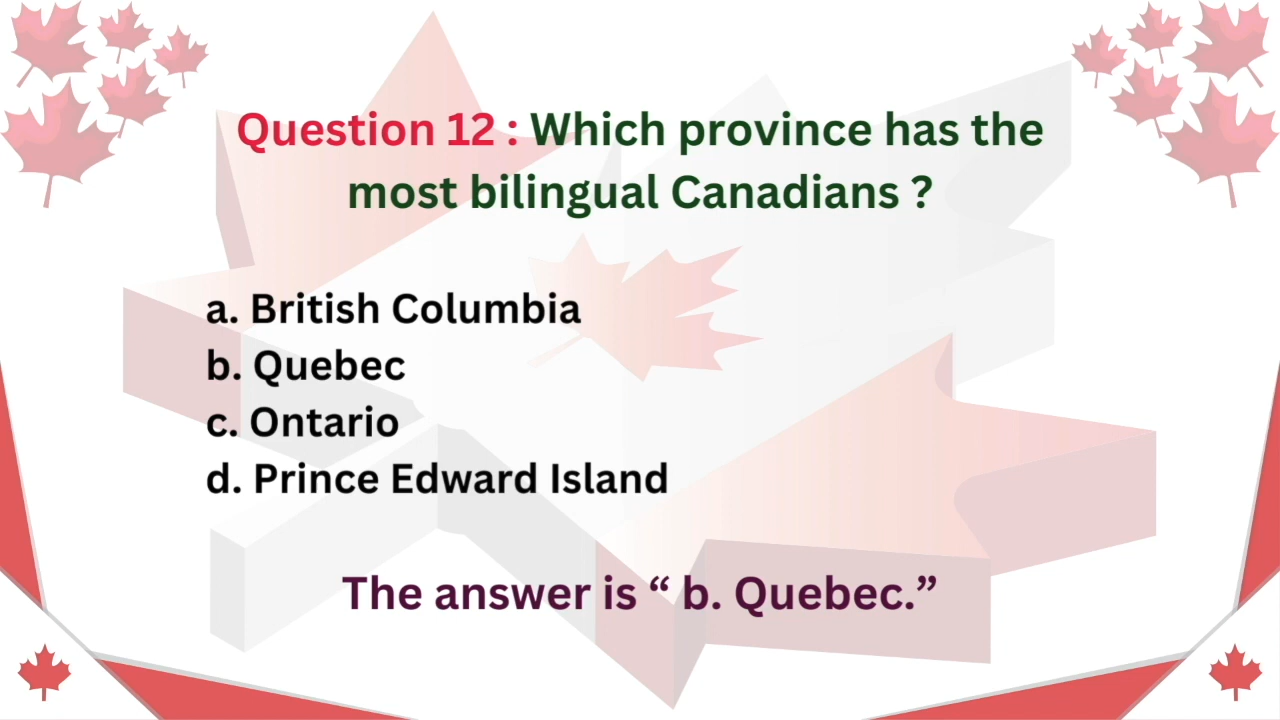 Question 12 : Which province has the
most bilingual Canadians ?
a. British Columbia
b. Quebec
c. Ontario
d. Prince Edward Island
The answer is “ b. Quebec.”